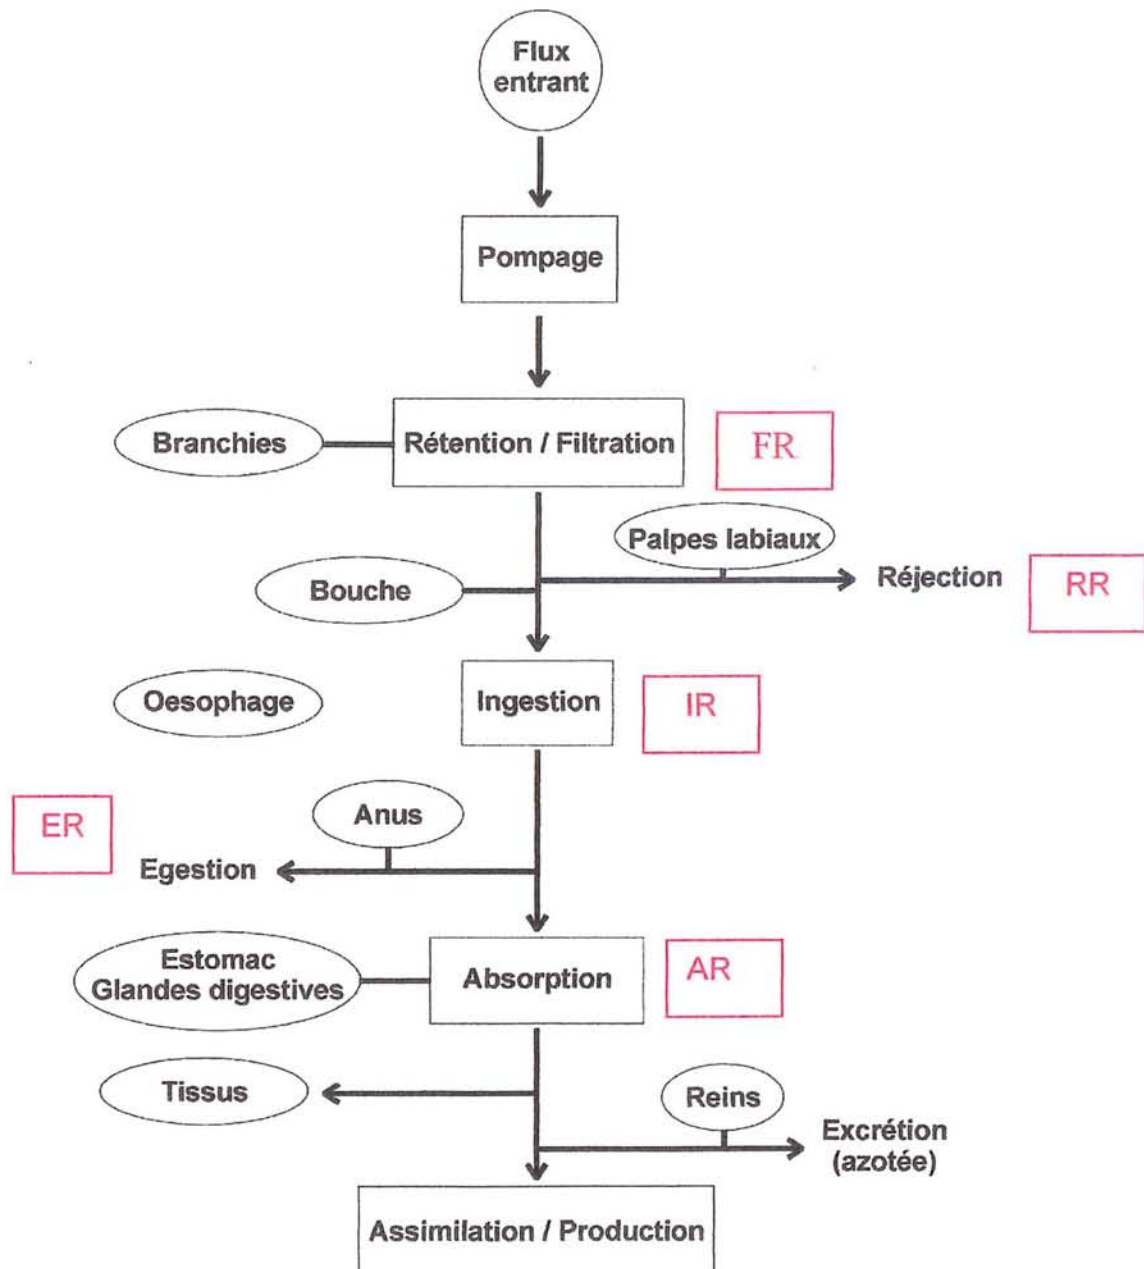 Flux
entrant
Pompage
Branchies
Rétention / Filtration
FR
Palpes labiaux
Bouche
Réjection
RR
Oesophage
Ingestion
IR
ER
Anus
Egestion
Estomac
Glandes digestives
Absorption
AR
Tissus
Reins
Excrétion
(azotée)
Assimilation / Production